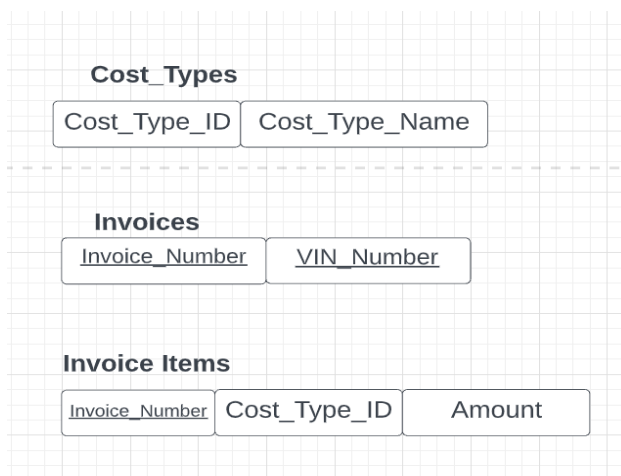 Cost_Types
Cost_Type_ID Cost_Type_Name
Invoices
Invoice_Number VIN_Number
Invoice Items
Invoice_Number Cost_Type_ID Amount